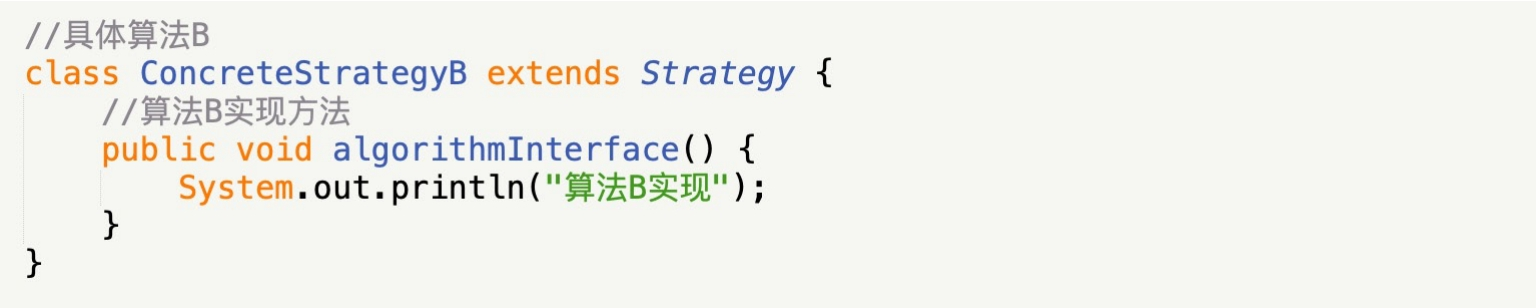 //具体算法B
class ConcreteStrategyB extends Strategy {
    //算法B实现方法
    public void algorithmInterface() {
        System.out.println("算法B实现");
    }
}